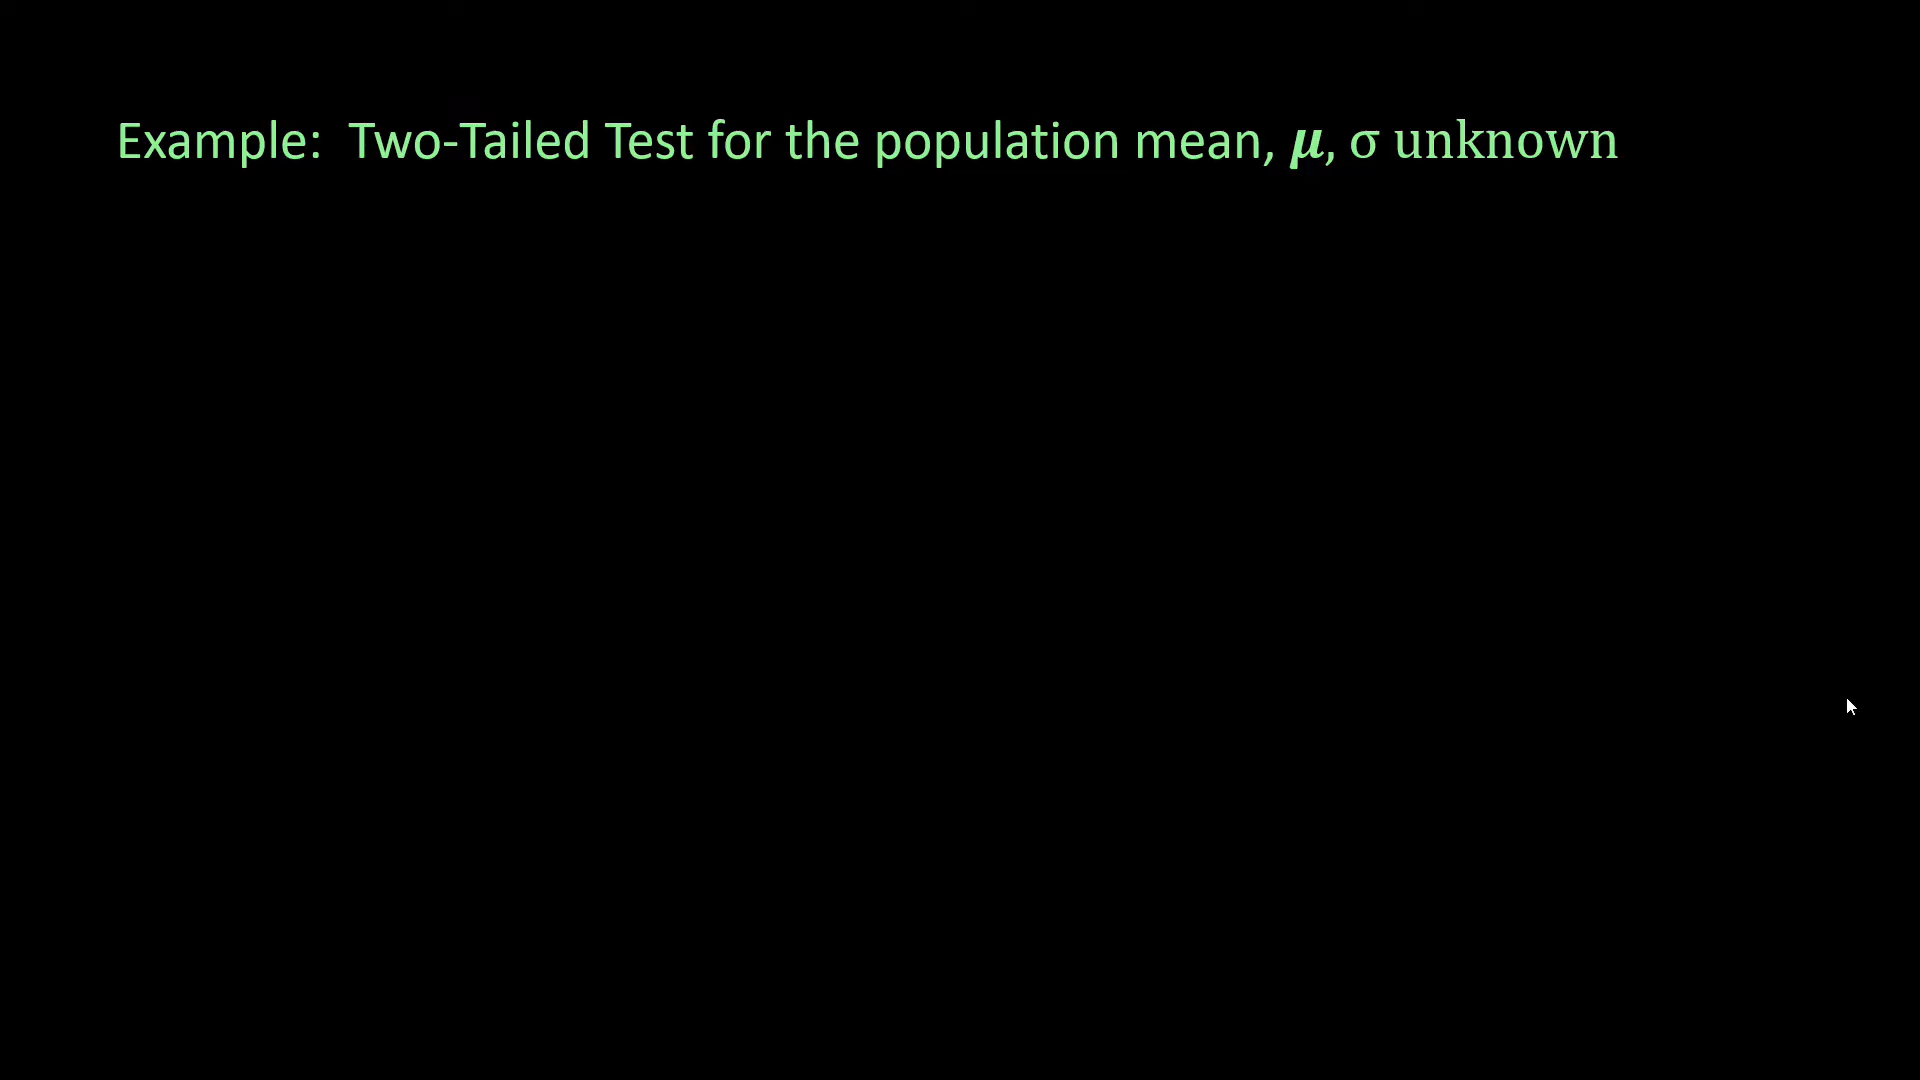 Example:  Two-Tailed Test for the population mean, μ, σ unknown